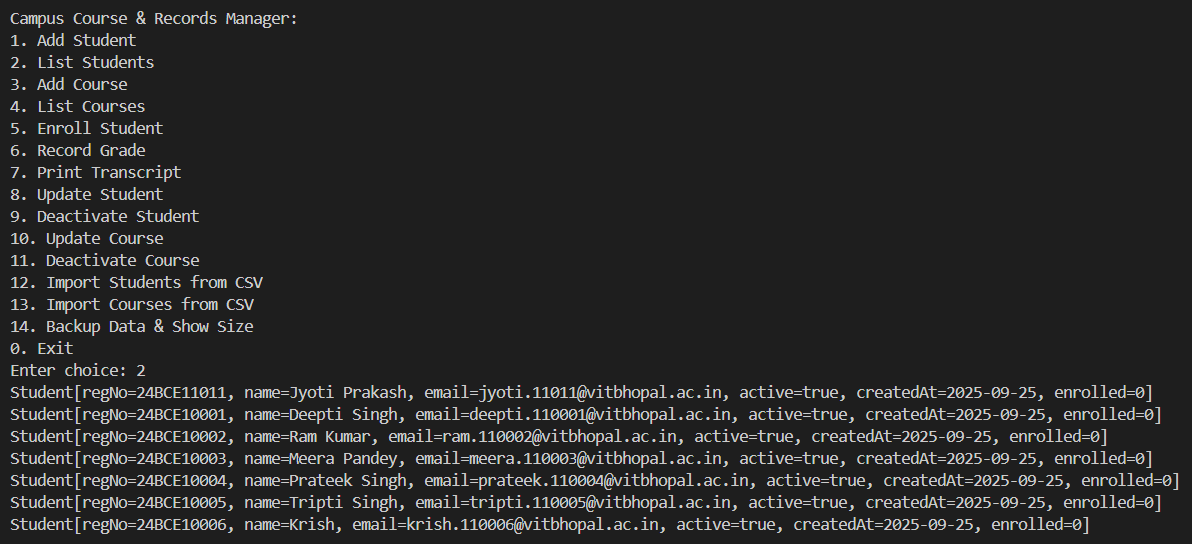 Campus Course & Records Manager:
1. Add Student
2. List Students
3. Add Course
4. List Courses
5. Enroll Student
6. Record Grade
7. Print Transcript
8. Update Student
9. Deactivate Student
10. Update Course
11. Deactivate Course
12. Import Students from CSV
13. Import Courses from CSV
14. Backup Data & Show Size
0. Exit
Enter choice: 2
Student[regNo=24BCE11011, name=Jyoti Prakash, email=jyoti.11011@vitbhopal.ac.in, active=true, createdAt=2025-09-25, enrolled=0]
Student[regNo=24BCE10001, name=Deepti Singh, email=deepti.110001@vitbhopal.ac.in, active=true, createdAt=2025-09-25, enrolled=0]
Student[regNo=24BCE10002, name=Ram Kumar, email=ram.110002@vitbhopal.ac.in, active=true, createdAt=2025-09-25, enrolled=0]
Student[regNo=24BCE10003, name=Meera Pandey, email=meera.110003@vitbhopal.ac.in, active=true, createdAt=2025-09-25, enrolled=0]
Student[regNo=24BCE10004, name=Prateek Singh, email=prateek.110004@vitbhopal.ac.in, active=true, createdAt=2025-09-25, enrolled=0]
Student[regNo=24BCE10005, name=Tripti Singh, email=tripti.110005@vitbhopal.ac.in, active=true, createdAt=2025-09-25, enrolled=0]
Student[regNo=24BCE10006, name=Krish, email=krish.110006@vitbhopal.ac.in, active=true, createdAt=2025-09-25, enrolled=0]